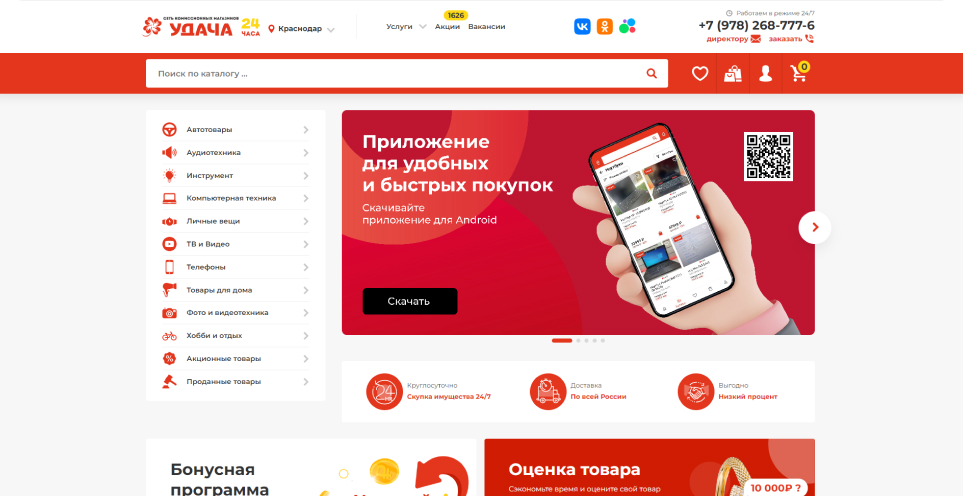 СЕТЬ КОМИССИОННЫХ МАГАЗИНОВ
УДАЧА
24
ЧАСА
Краснодар
Услуги
1626
Акции
Вакансии
Работаем в режиме 24/7
+7 (978) 268-777-6
директору
заказать
Поиск по каталогу ...
0
Автотовары
Аудиотехника
Инструмент
Компьютерная техника
Личные вещи
ТВ и Видео
Телефоны
Товары для дома
Фото и видеотехника
Хобби и отдых
Акционные товары
Проданные товары
Приложение
для удобных
и быстрых покупок
Скачивайте
приложение для Android
Скачать
24
Круглосуточно
Скупка имущества 24/7
Доставка
По всей России
Выгодно
Низкий процент
Бонусная
программа
Оценка товара
Сэкономьте время и оцените свой товар
10 000₽ ?